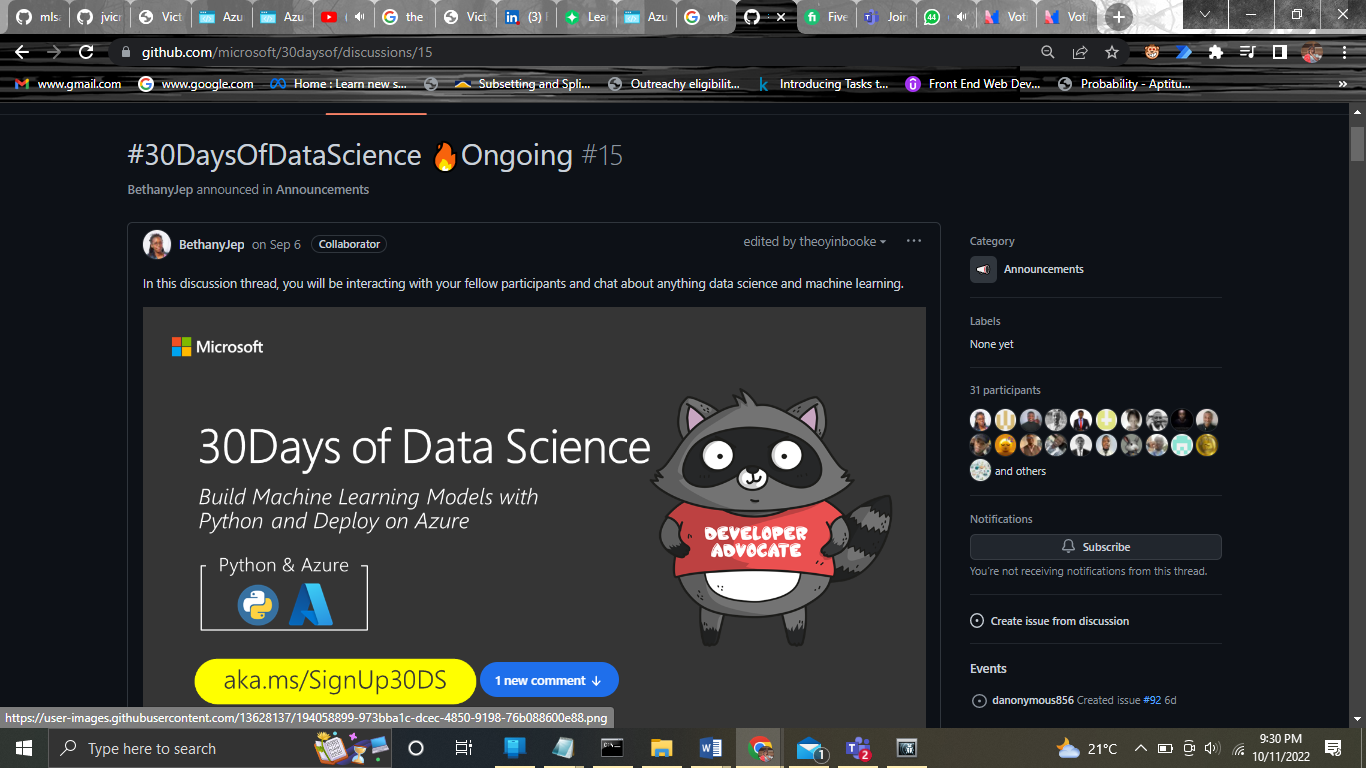 mlsa
jvicr
Vict
Azu
Azu
(
the
Vict
(3) |
Lea
Azu
wha
Five
Join
44
Vot
Vot
github.com/microsoft/30daysof/discussions/15
www.gmail.com
www.google.com
Home : Learn new s...
Subsetting and Spli...
Outreachy eligibilit...
Introducing Tasks t...
Front End Web Dev...
Probability - Aptitu...
»
#30DaysOfDataScience 🔥Ongoing #15
BethanyJep announced in Announcements
BethanyJep on Sep 6 Collaborator
edited by theoyinbooke
In this discussion thread, you will be interacting with your fellow participants and chat about anything data science and machine learning.
Microsoft
30Days of Data Science
Build Machine Learning Models with
Python and Deploy on Azure
Python & Azure
DEVELOPER
ADVOCATE
aka.ms/SignUp30DS
1 new comment ↓
Category
Announcements
Labels
None yet
31 participants
and others
Notifications
Subscribe
You're not receiving notifications from this thread.
Create issue from discussion
Events
danonymous856 Created issue #92 6d
https://user-images.githubusercontent.com/13628137/194058899-973bba1c-dcec-4850-9198-76b088600e88.png
Type here to search
1
2
21°C
9:30 PM
10/11/2022